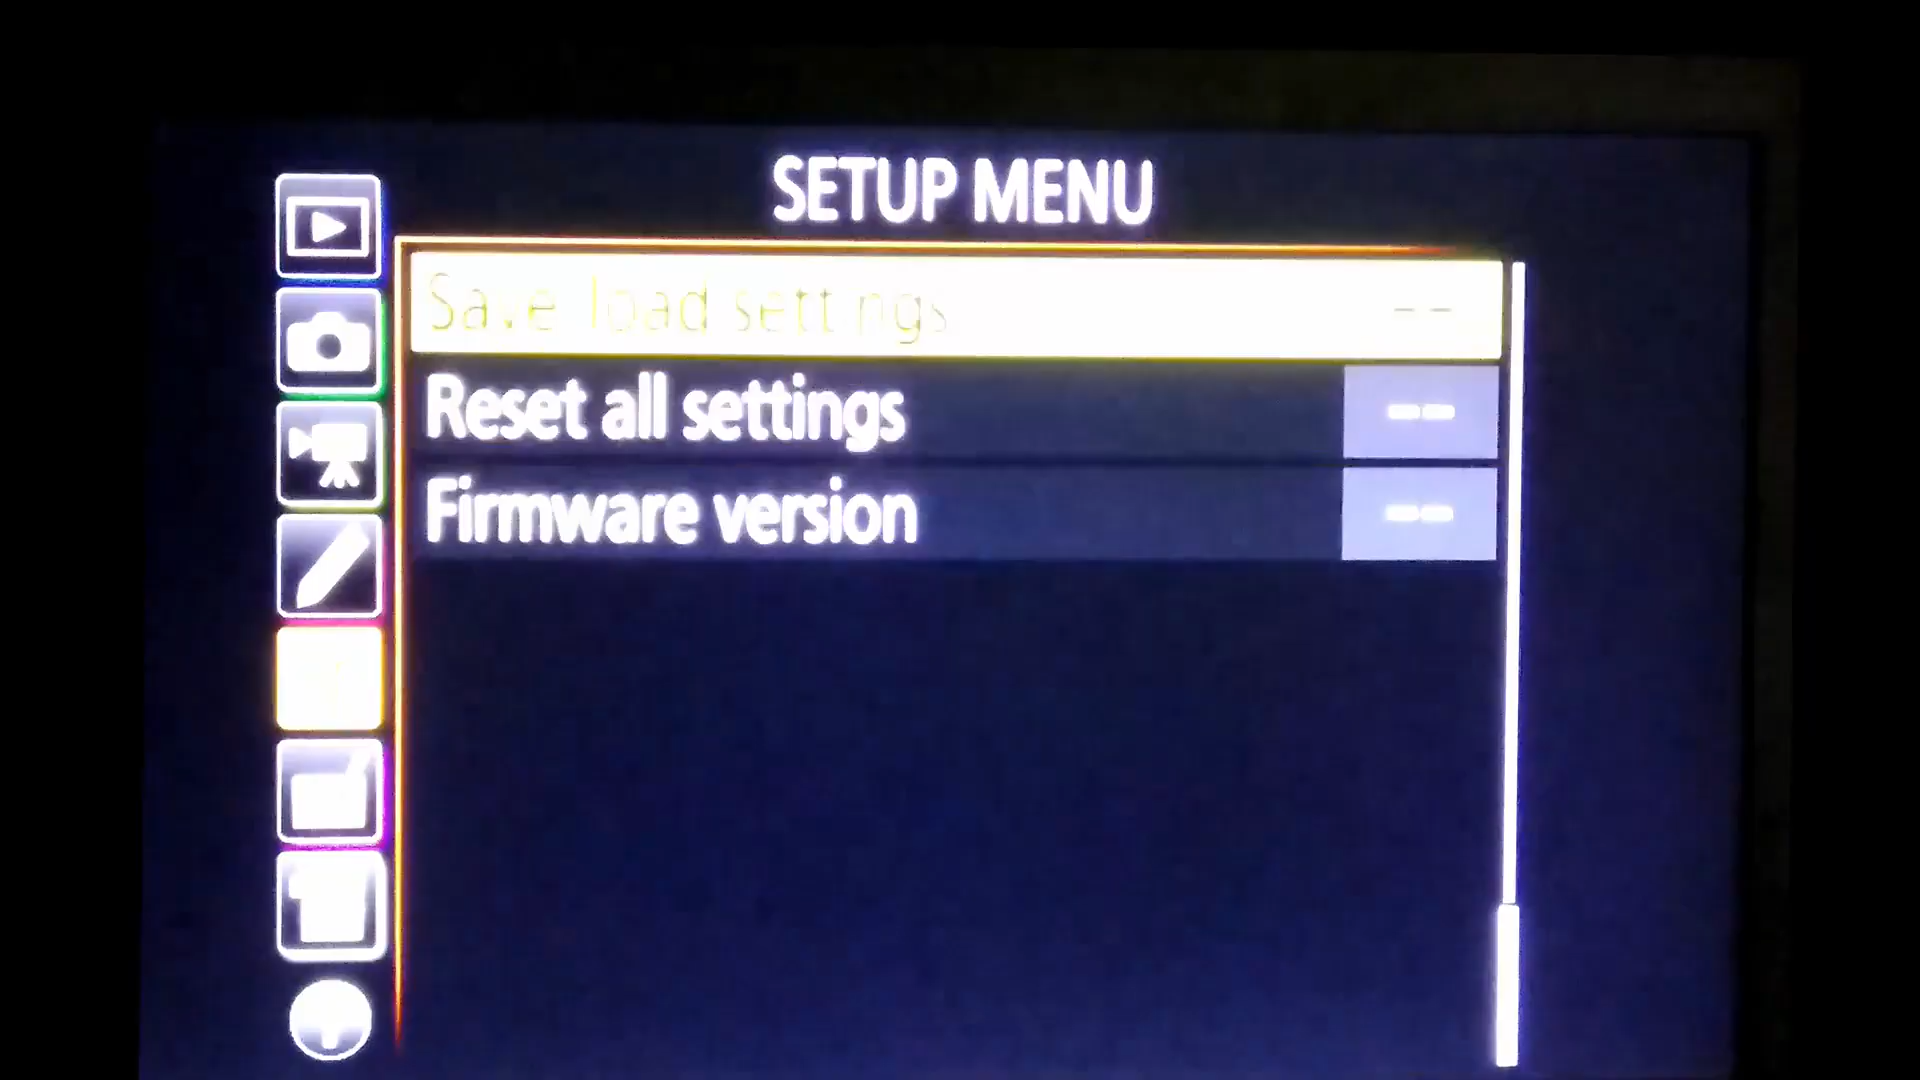 SETUP MENU
Save/load settings --
Reset all settings --
Firmware version --